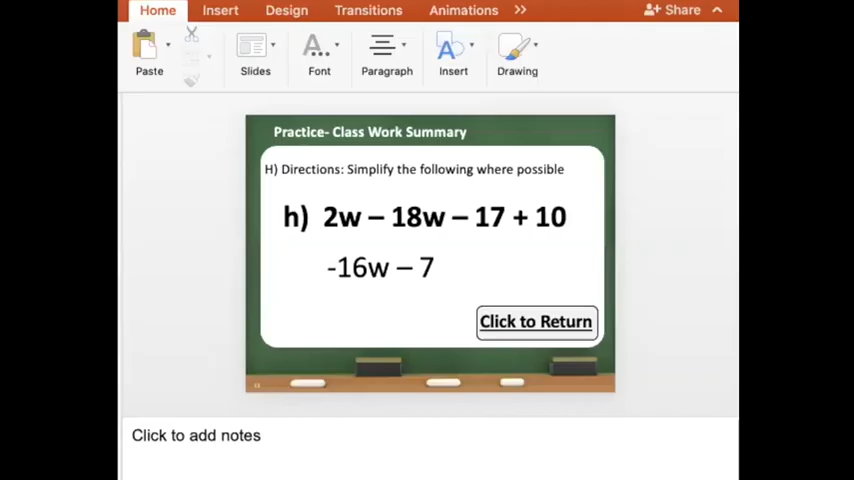 Home Insert Design Transitions Animations >> Share
Paste Slides Font Paragraph Insert Drawing
Practice- Class Work Summary
H) Directions: Simplify the following where possible
h) 2w – 18w – 17 + 10
-16w – 7
Click to Return
Click to add notes